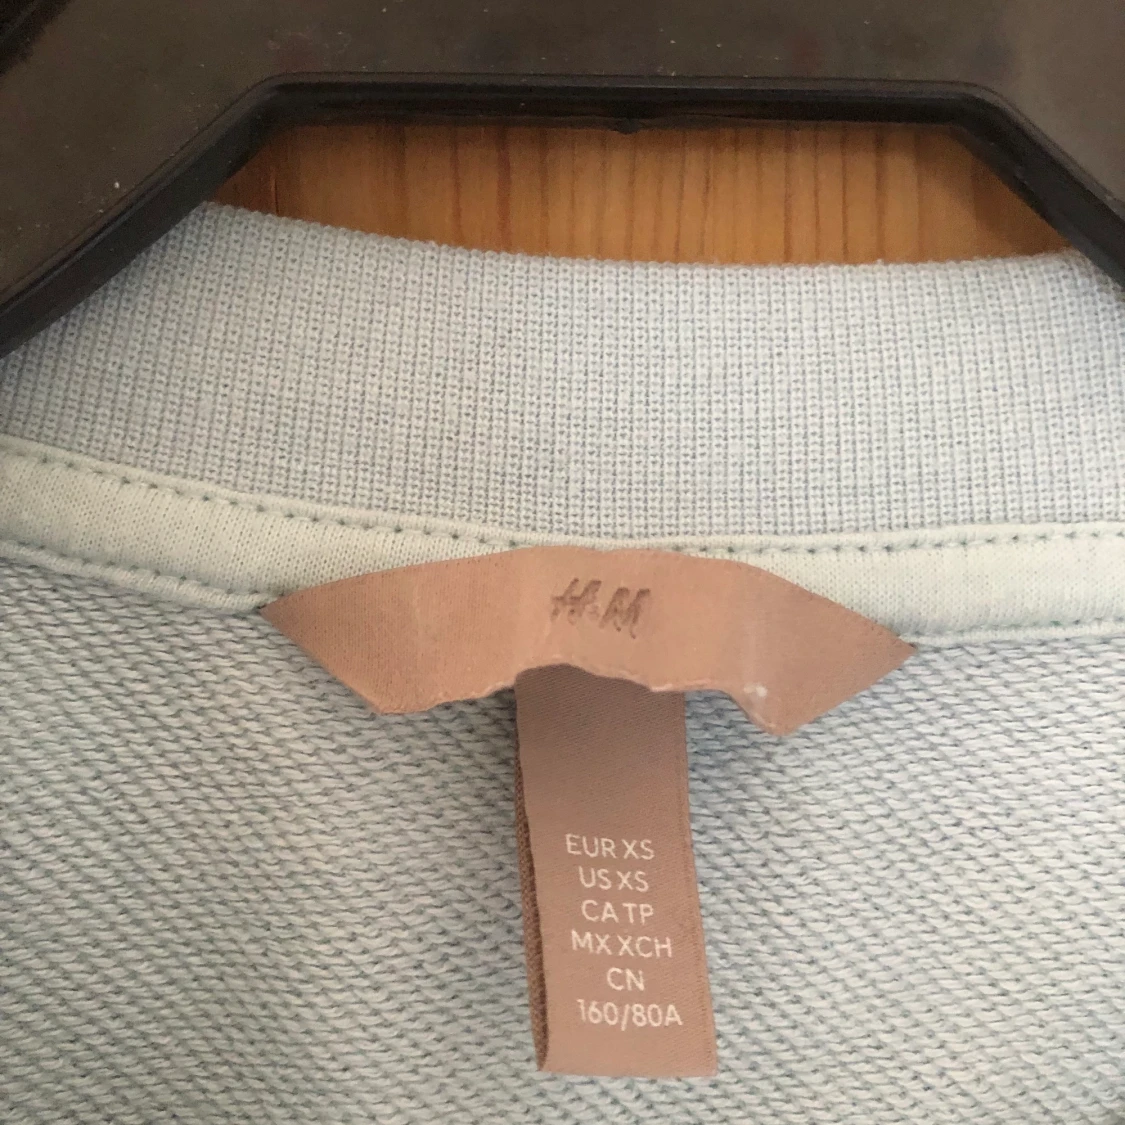 H&M
EUR XS
US XS
CA TP
MX XCH
CN
160/80A